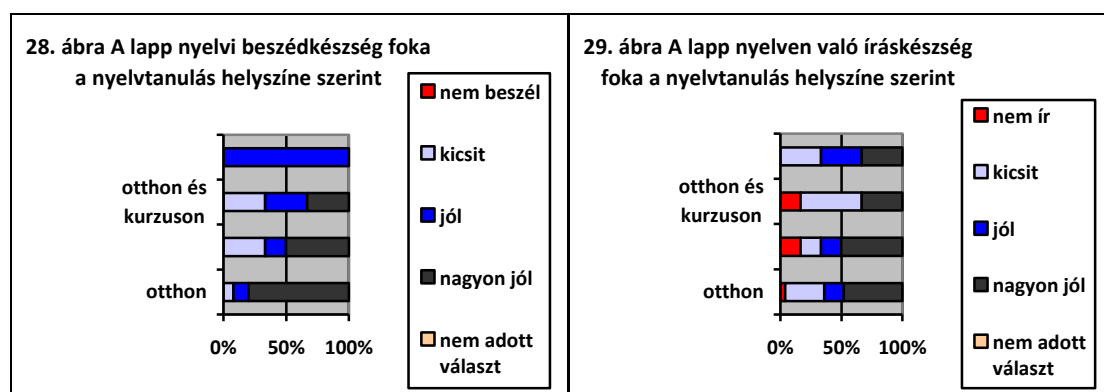 28. ábra A lapp nyelvi beszédkészség foka
a nyelvtanulás helyszíne szerint
nem beszél
kicsit
jól
nagyon jól
nem adott
választ
otthon és
kurzuson
otthon
0% 50% 100%
29. ábra A lapp nyelven való íráskészség
foka a nyelvtanulás helyszíne szerint
nem ír
kicsit
jól
nagyon jól
nem adott
választ
otthon és
kurzuson
otthon
0% 50% 100%